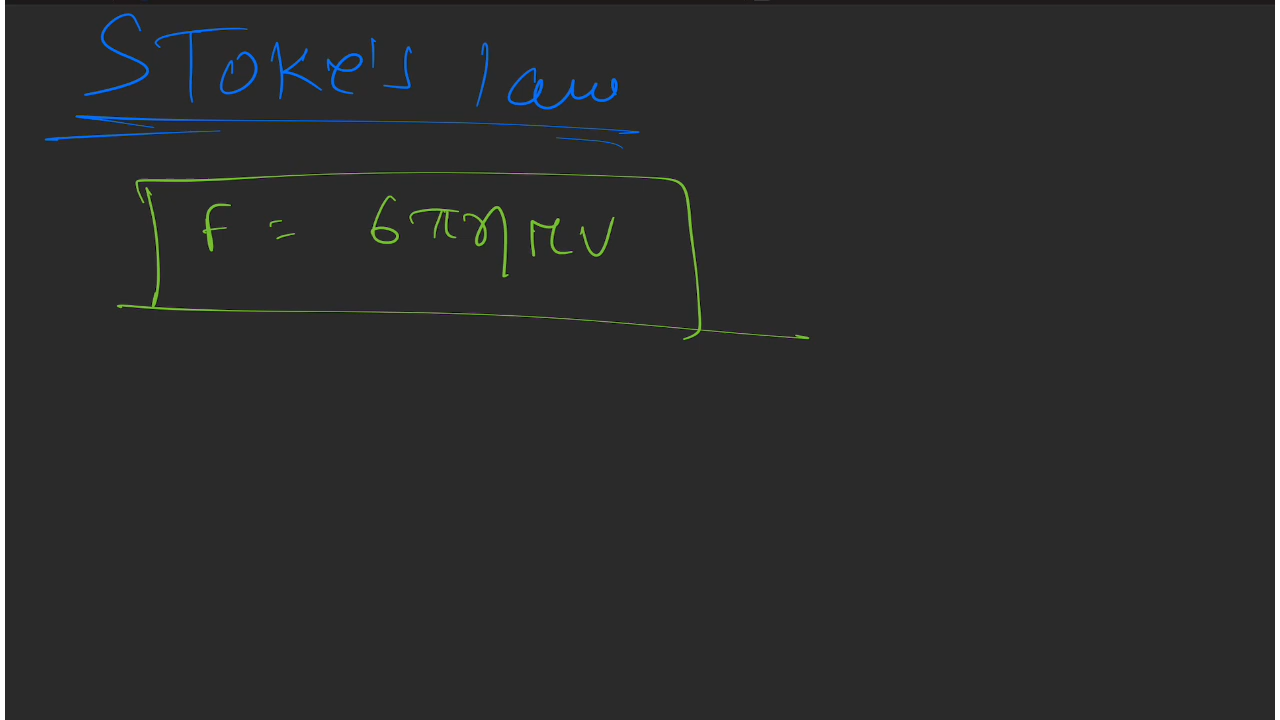 Stoke's law
F = 6πηrv